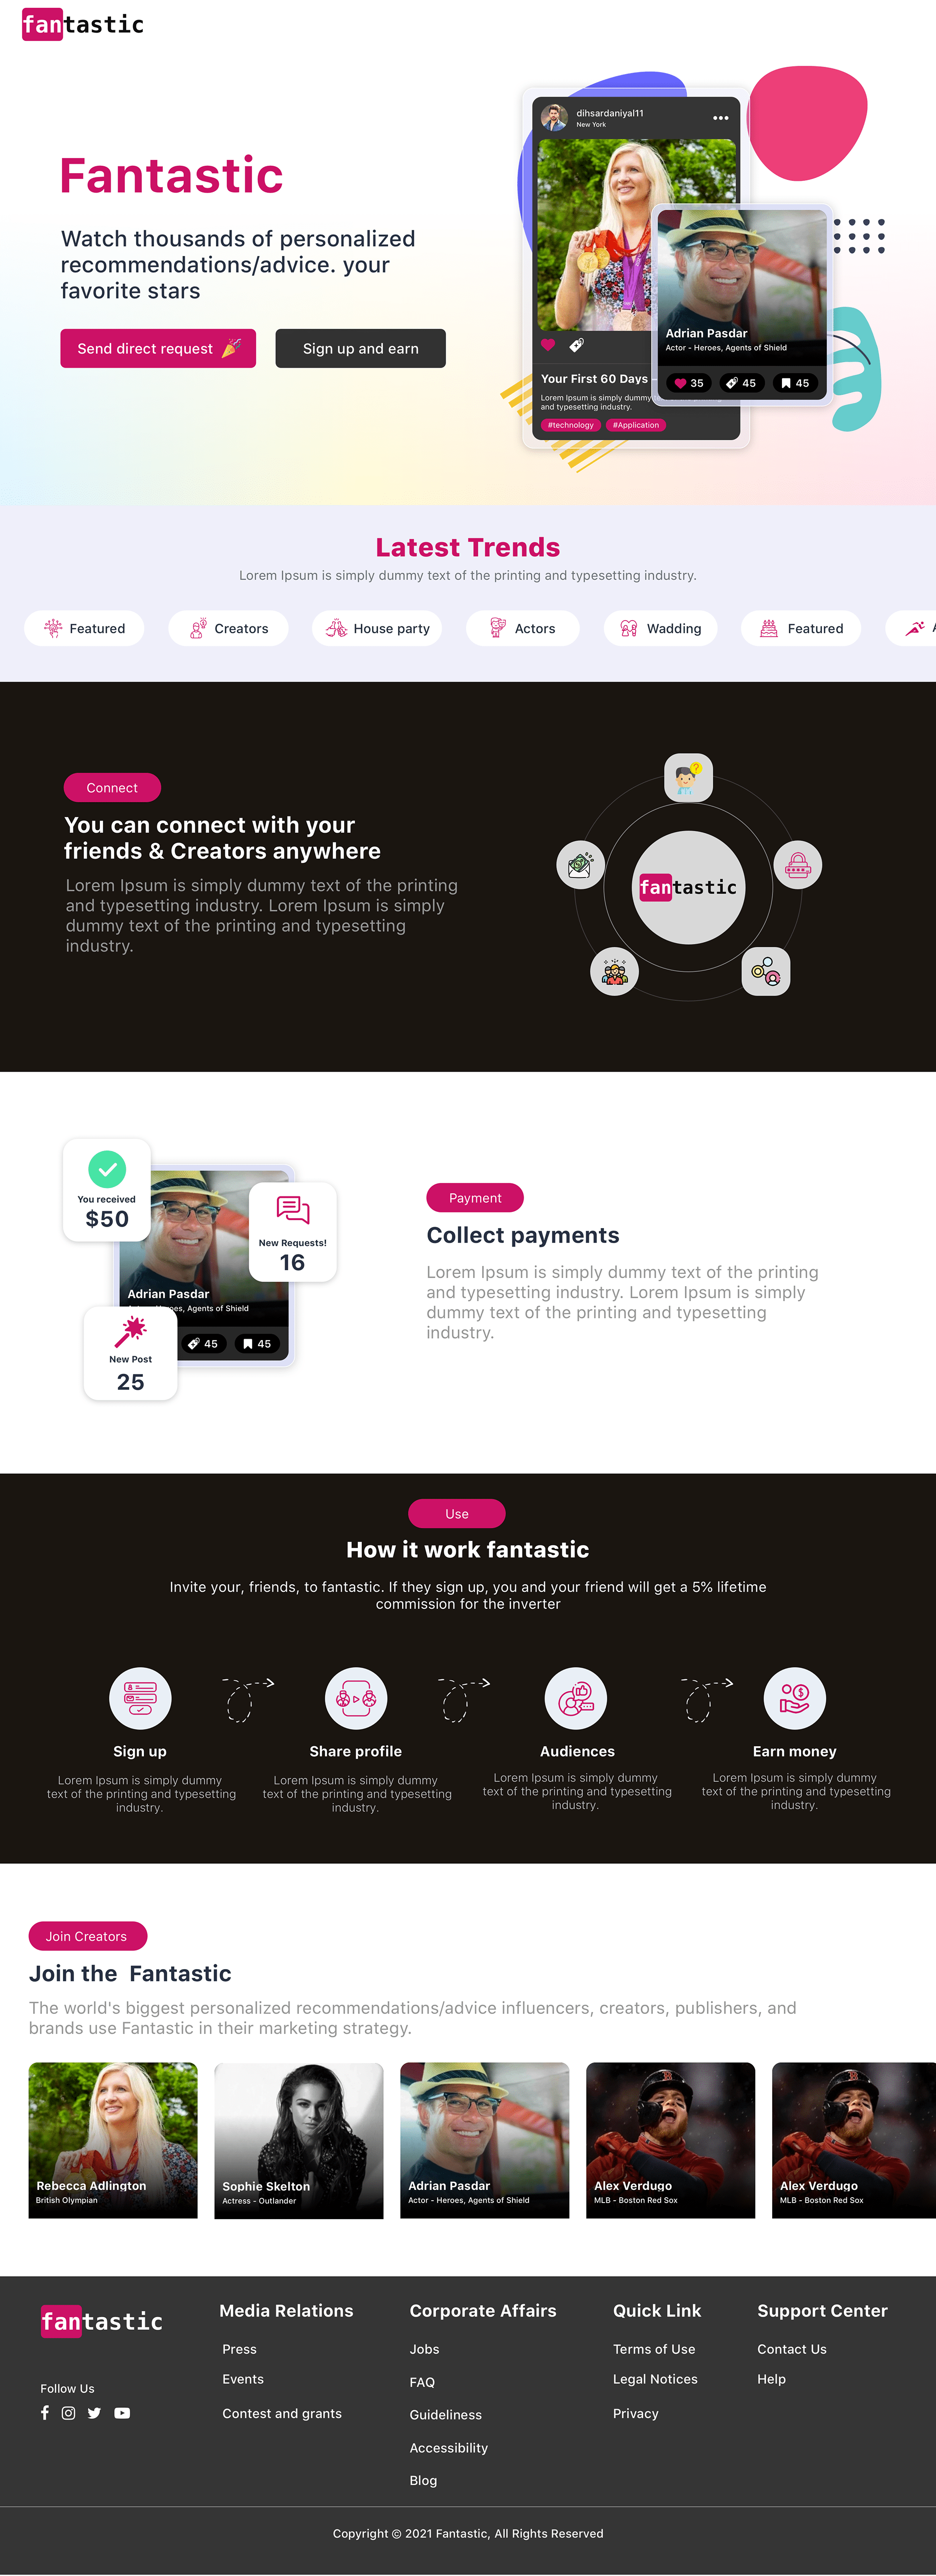 fantastic
Fantastic
Watch thousands of personalized
recommendations/advice. your
favorite stars
Send direct request
Sign up and earn
dihsardaniyal11
New York
Your First 60 Days
Lorem Ipsum is simply dummy
and typesetting industry.
#technology #Application
Adrian Pasdar
Actor - Heroes, Agents of Shield
35 45 45
Latest Trends
Lorem Ipsum is simply dummy text of the printing and typesetting industry.
Featured Creators House party Actors Wadding Featured
Connect
You can connect with your
friends & Creators anywhere
Lorem Ipsum is simply dummy text of the printing
and typesetting industry. Lorem Ipsum is simply
dummy text of the printing and typesetting
industry.
fantastic
You received
$50
New Requests!
16
Adrian Pasdar
oes, Agents of Shield
45 45
New Post
25
Payment
Collect payments
Lorem Ipsum is simply dummy text of the printing
and typesetting industry. Lorem Ipsum is simply
dummy text of the printing and typesetting
industry.
Use
How it work fantastic
Invite your, friends, to fantastic. If they sign up, you and your friend will get a 5% lifetime
commission for the inverter
Sign up
Lorem Ipsum is simply dummy
text of the printing and typesetting
industry.
Share profile
Lorem Ipsum is simply dummy
text of the printing and typesetting
industry.
Audiences
Lorem Ipsum is simply dummy
text of the printing and typesetting
industry.
Earn money
Lorem Ipsum is simply dummy
text of the printing and typesetting
industry.
Join Creators
Join the Fantastic
The world's biggest personalized recommendations/advice influencers, creators, publishers, and
brands use Fantastic in their marketing strategy.
Rebecca Adlington
British Olympian
Sophie Skelton
Actress - Outlander
Adrian Pasdar
Actor - Heroes, Agents of Shield
Alex Verdugo
MLB - Boston Red Sox
Alex Verdugo
MLB - Boston Red Sox
fantastic
Follow Us
Media Relations
Press
Events
Contest and grants
Corporate Affairs
Jobs
FAQ
Guideliness
Accessibility
Blog
Quick Link
Terms of Use
Legal Notices
Privacy
Support Center
Contact Us
Help
Copyright © 2021 Fantastic, All Rights Reserved